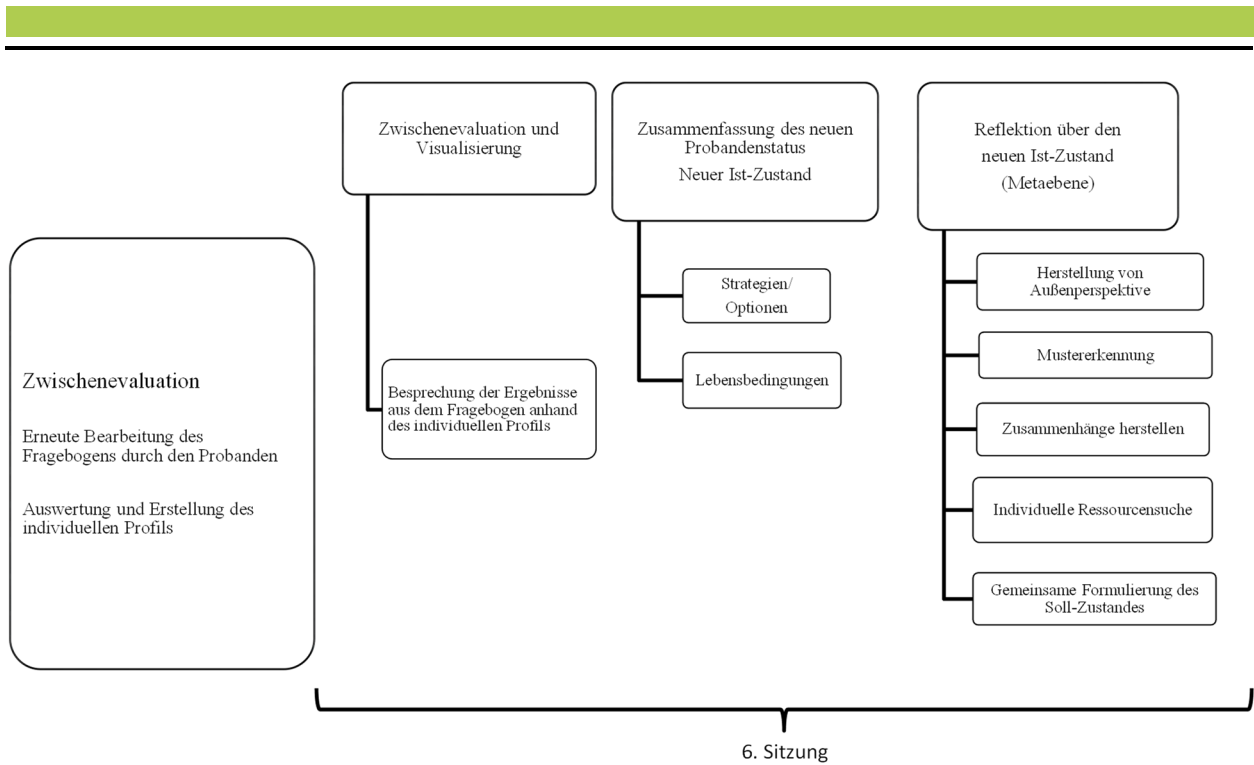 Zwischenevaluation
Erneute Bearbeitung des
Fragebogens durch den Probanden
Auswertung und Erstellung des
individuellen Profils
Zwischenevaluation und
Visualisierung
Besprechung der Ergebnisse
aus dem Fragebogen anhand
des individuellen Profils
Zusammenfassung des neuen
Probandenstatus
Neuer Ist-Zustand
Strategien/
Optionen
Lebensbedingungen
Reflektion über den
neuen Ist-Zustand
(Metaebene)
Herstellung von
Außenperspektive
Mustererkennung
Zusammenhänge herstellen
Individuelle Ressourcensuche
Gemeinsame Formulierung des
Soll-Zustandes
6. Sitzung